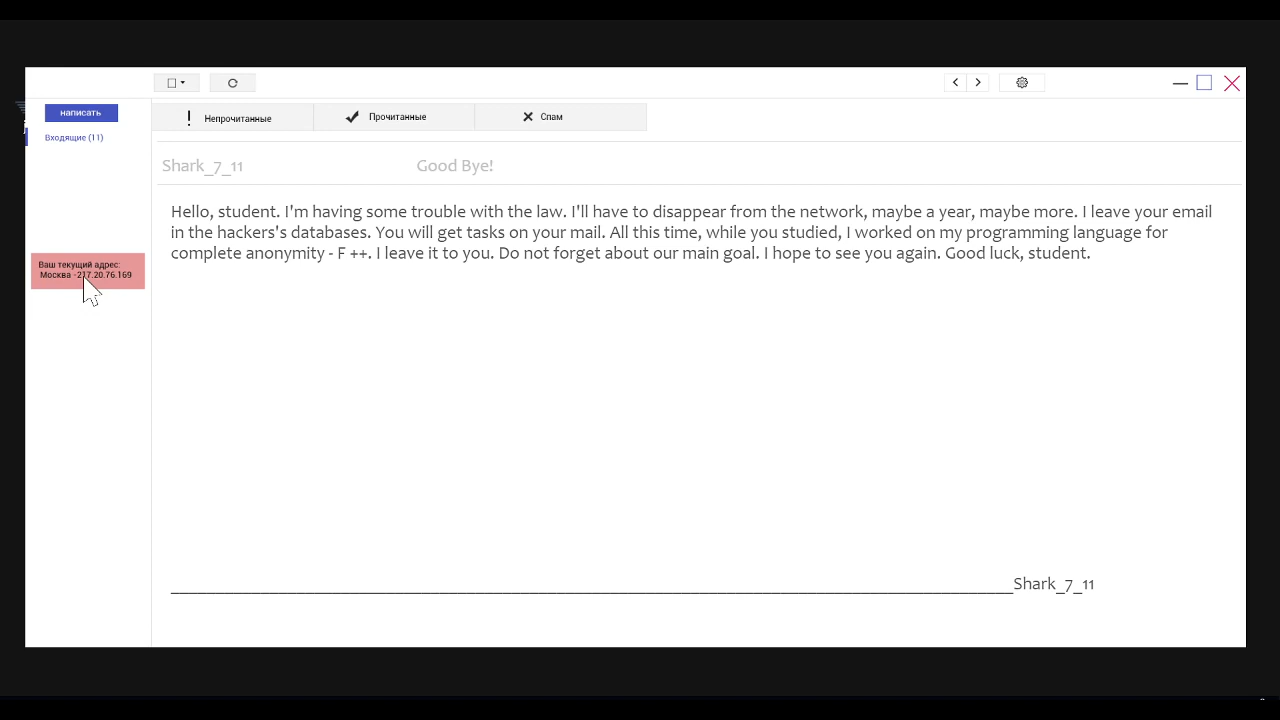 написать
Входящие (11)
Непрочитанные
Прочитанные
Спам
Shark_7_11
Good Bye!
Hello, student. I'm having some trouble with the law. I'll have to disappear from the network, maybe a year, maybe more. I leave your email
in the hackers's databases. You will get tasks on your mail. All this time, while you studied, I worked on my programming language for
complete anonymity - F ++. I leave it to you. Do not forget about our main goal. I hope to see you again. Good luck, student.
Ваш текущий адрес:
Москва -237.20.76.169
Shark_7_11